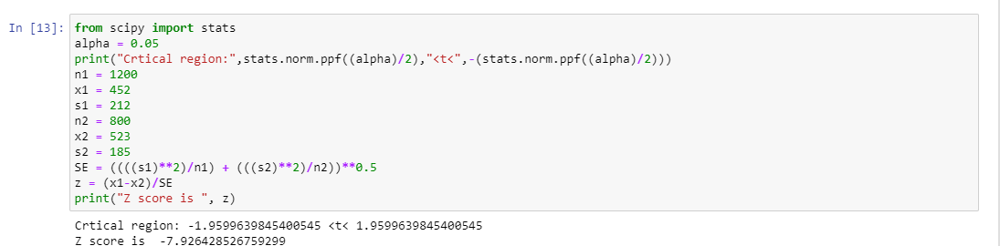 In [13]: from scipy import stats
alpha = 0.05
print("Crtical region:",stats.norm.ppf((alpha)/2),"<t<",-(stats.norm.ppf((alpha)/2)))
n1 = 1200
x1 = 452
s1 = 212
n2 = 800
x2 = 523
s2 = 185
SE = ((((s1)**2)/n1) + (((s2)**2)/n2))**0.5
z = (x1-x2)/SE
print("Z score is ", z)
Crtical region: -1.9599639845400545 <t< 1.9599639845400545
Z score is  -7.926428526759299